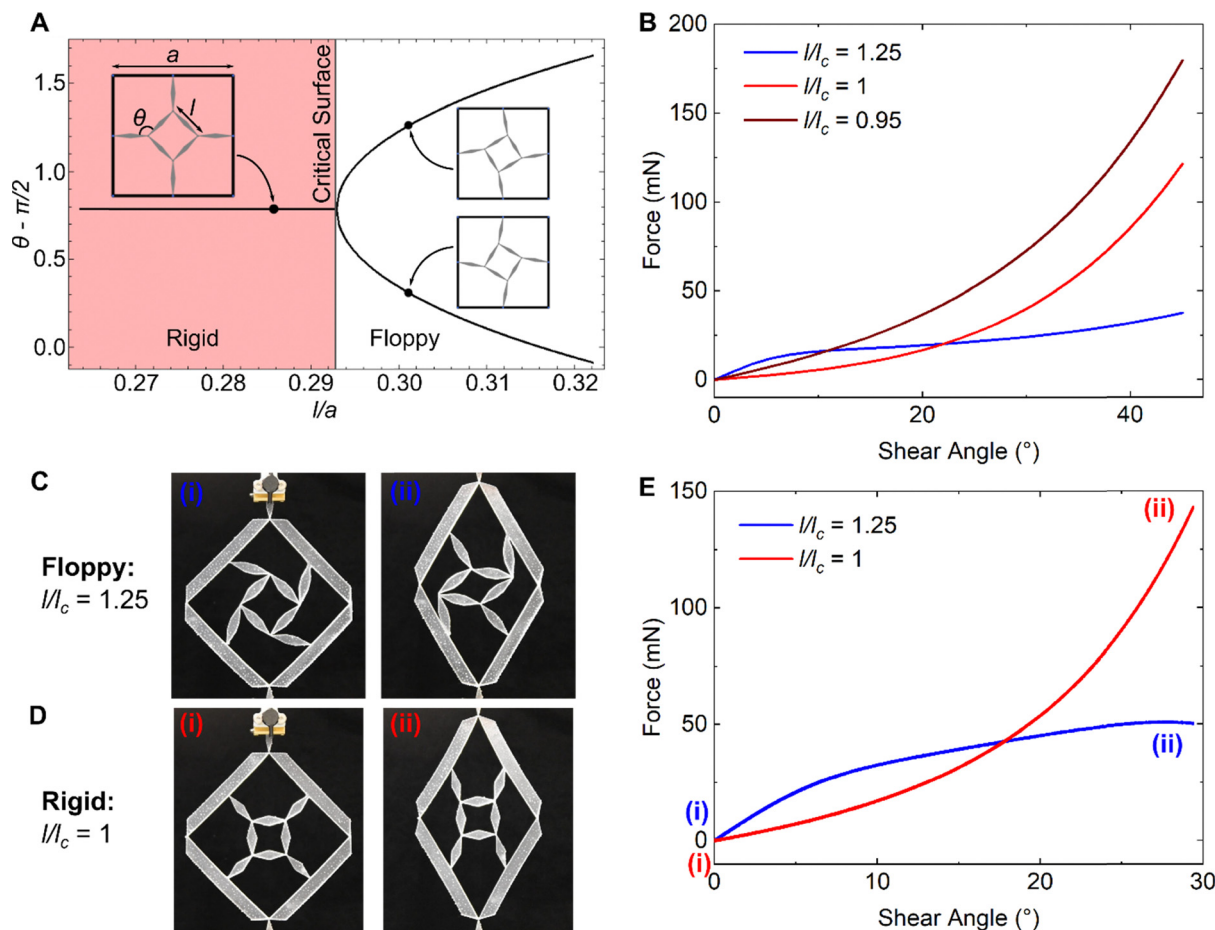 A
a
θ
l
Critical Surface
Rigid
Floppy
θ - π/2
1.5
1.0
0.5
0.0
0.27 0.28 0.29 0.30 0.31 0.32
l/a
B
l/lc = 1.25
l/lc = 1
l/lc = 0.95
Force (mN)
200
150
100
50
0
0 20 40
Shear Angle (°)
C
Floppy:
l/lc = 1.25
(i)
(ii)
D
Rigid:
l/lc = 1
(i)
(ii)
E
l/lc = 1.25
l/lc = 1
(ii)
(ii)
(i)
(i)
Force (mN)
150
100
50
0
0 10 20 30
Shear Angle (°)